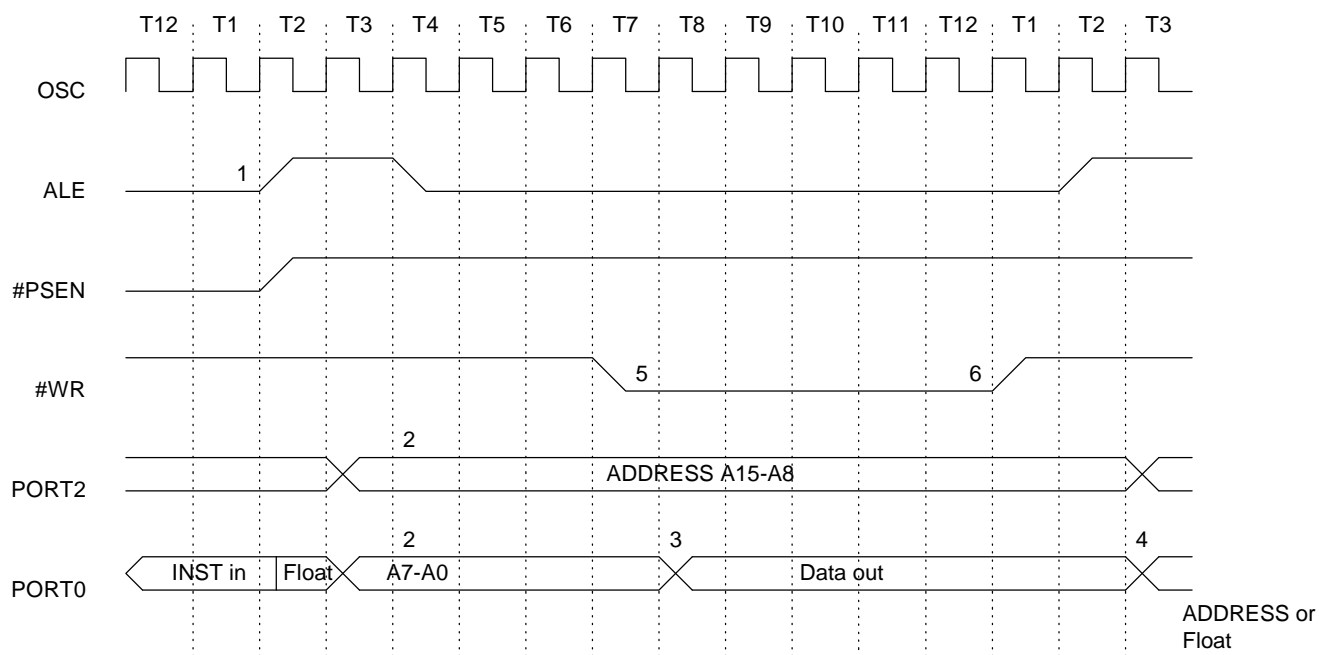 T12 T1 T2 T3 T4 T5 T6 T7 T8 T9 T10 T11 T12 T1 T2 T3
OSC
1
ALE
#PSEN
5 6
#WR
2
ADDRESS A15-A8
PORT2
2 3 4
INST in Float A7-A0 Data out
PORT0
ADDRESS or
Float